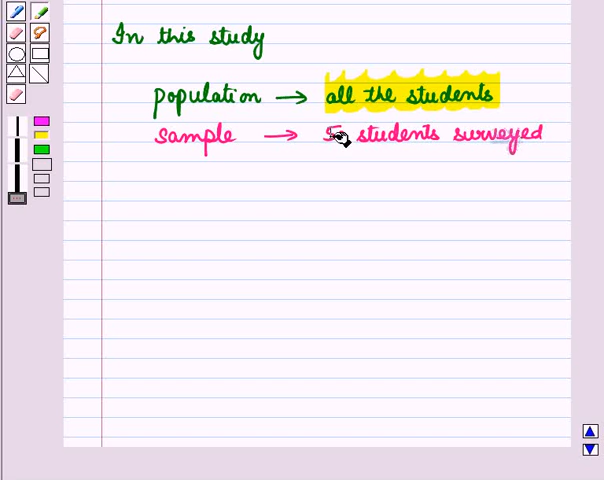 In this study
population → all the students
sample → students surveyed